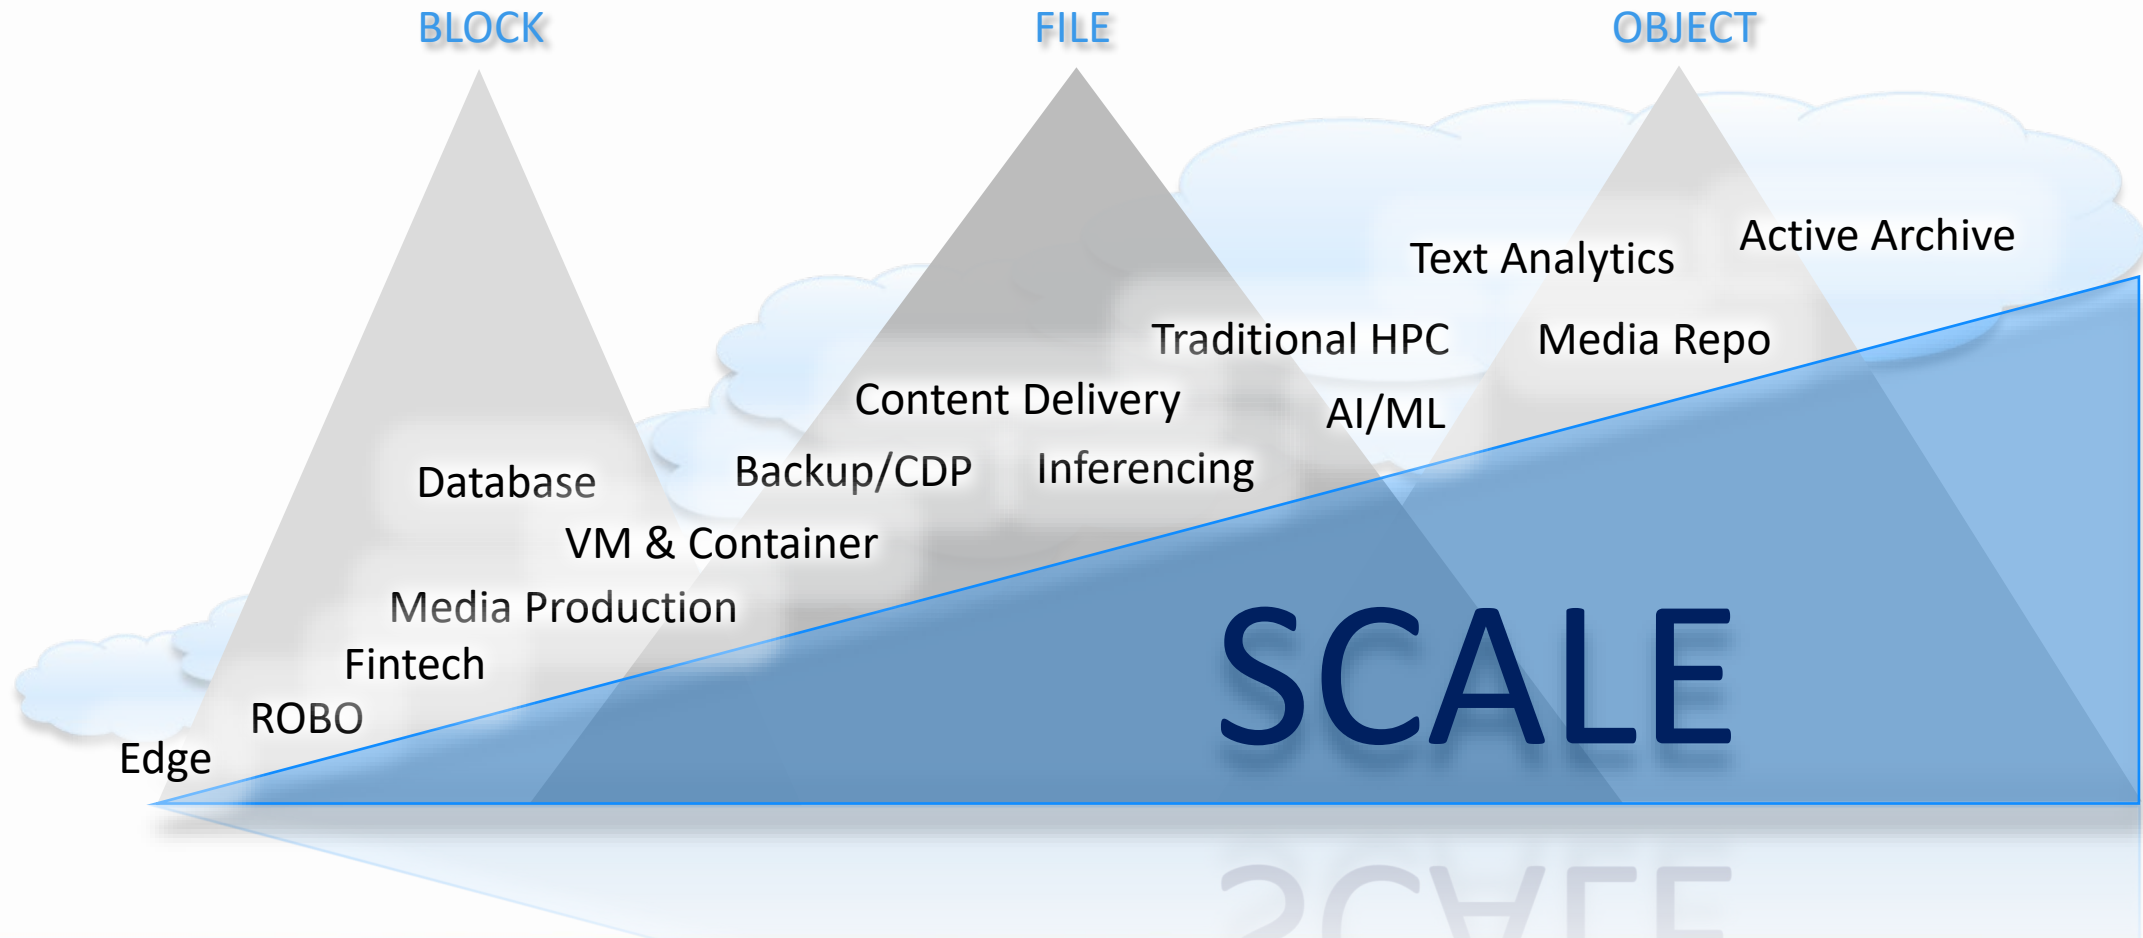 BLOCK
FILE
OBJECT
Active Archive
Text Analytics
Traditional HPC
Media Repo
Content Delivery
AI/ML
Database
Backup/CDP
Inferencing
VM & Container
Media Production
Fintech
ROBO
Edge
SCALE